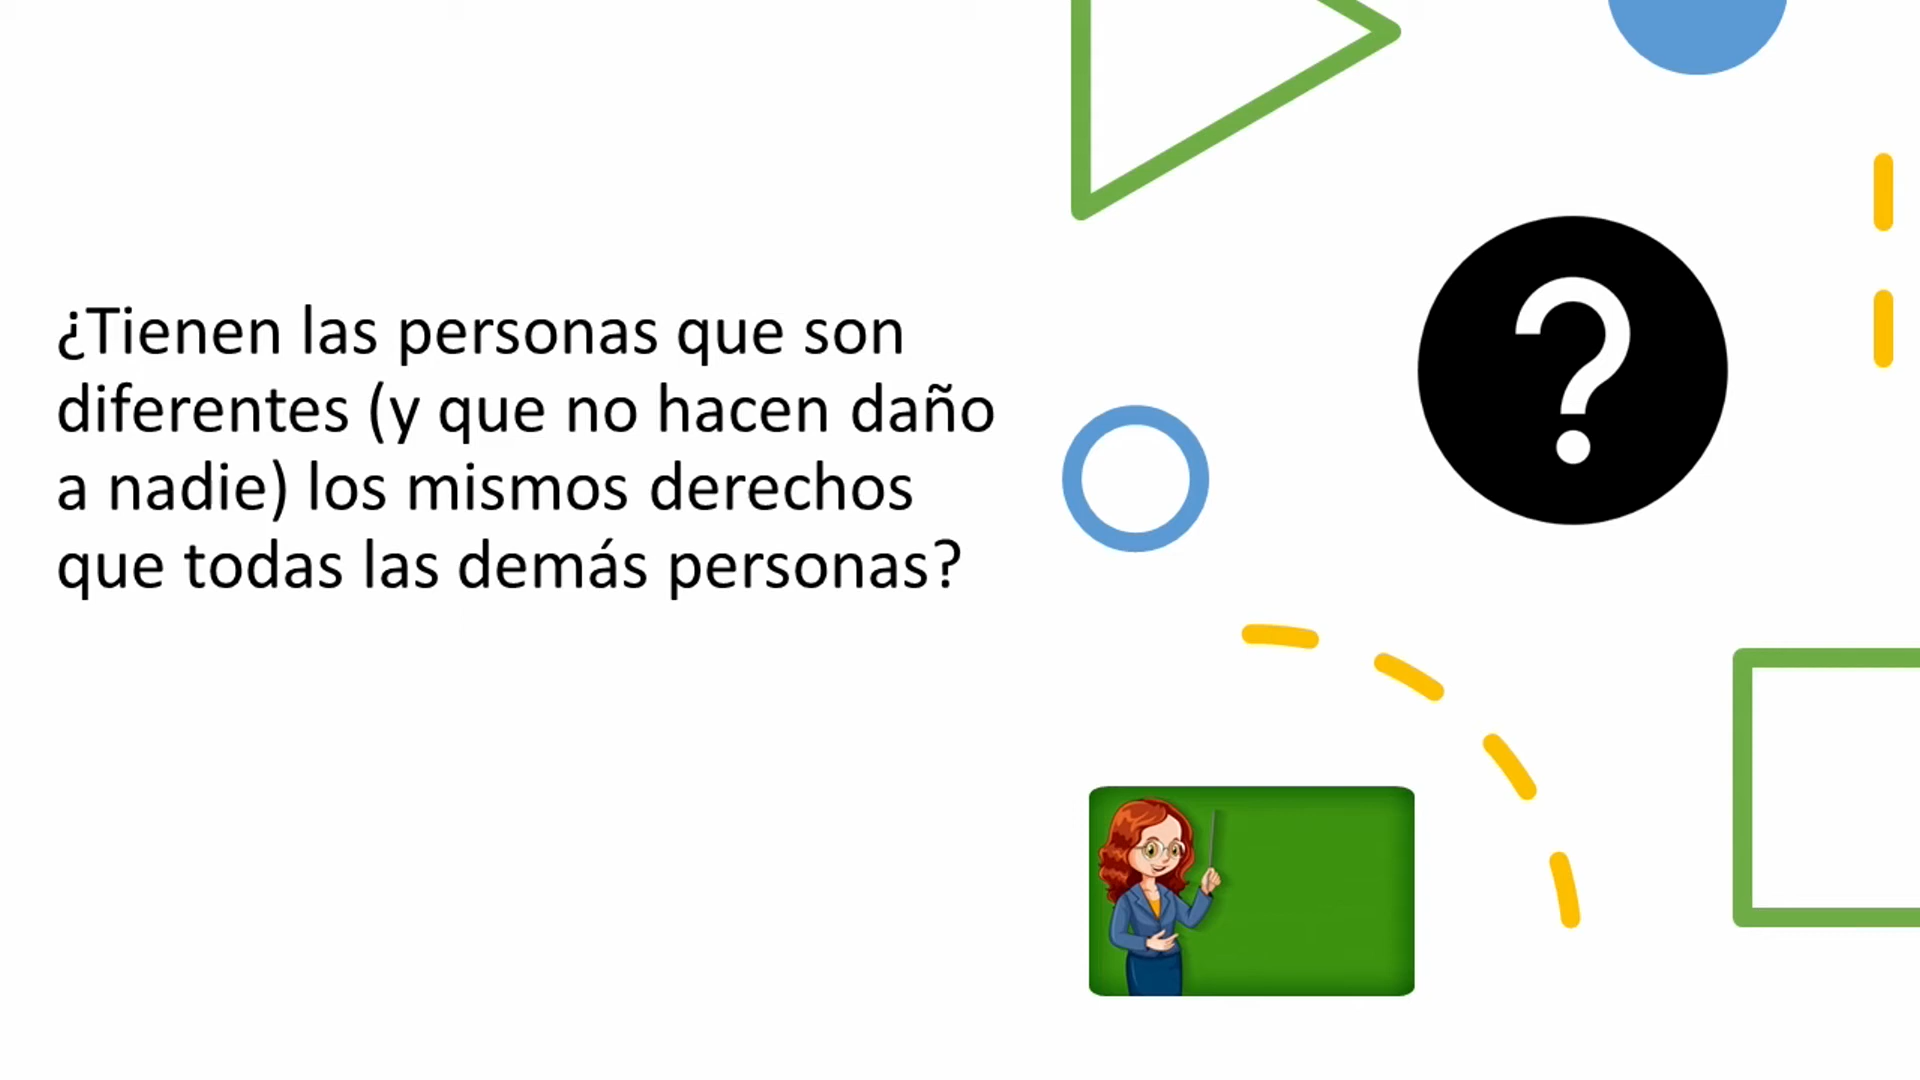 ¿Tienen las personas que son
diferentes (y que no hacen daño
a nadie) los mismos derechos
que todas las demás personas?
?